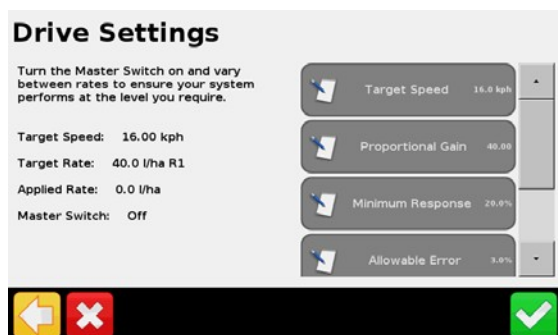 Drive Settings
Turn the Master Switch on and vary
between rates to ensure your system
performs at the level you require.
Target Speed: 16.00 kph
Target Rate: 40.0 l/ha R1
Applied Rate: 0.0 l/ha
Master Switch: Off
Target Speed 16.0 kph
Proportional Gain 40.00
Minimum Response 20.0%
Allowable Error 3.0%